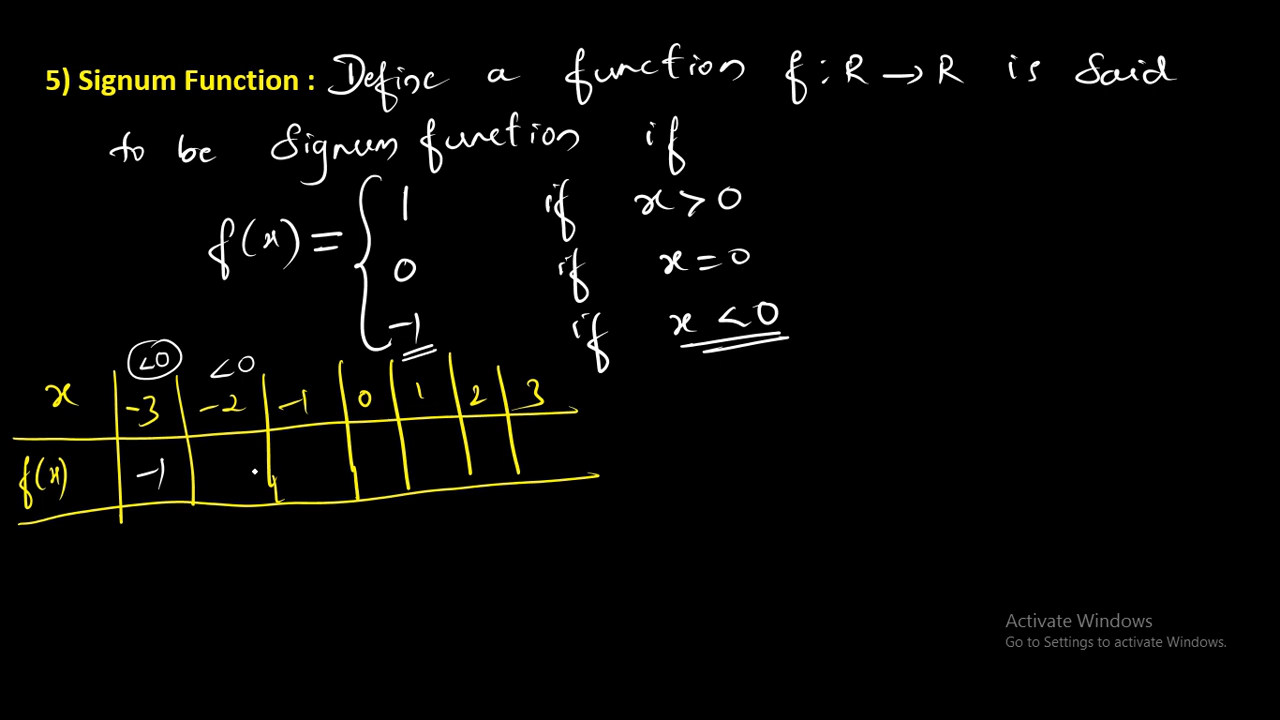 5) Signum Function : Define a function f : R → R is said
to be signum function if
f(x) = { 1 if x > 0
0 if x = 0
-1 if x < 0
<0 <0
x -3 -2 -1 0 1 2 3
f(x) -1
Activate Windows
Go to Settings to activate Windows.